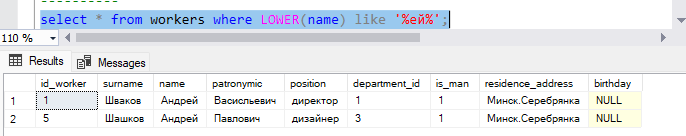 select * from workers where LOWER(name) like '%ей%';
110 %
Results Messages
id_worker surname name patronymic position department_id is_man residence_address birthday
1 1 Шваков Андрей Васисльевич директор 1 1 Минск.Серебрянка NULL
2 5 Шашков Андрей Павлович дизайнер 3 1 Минск.Серебрянка NULL